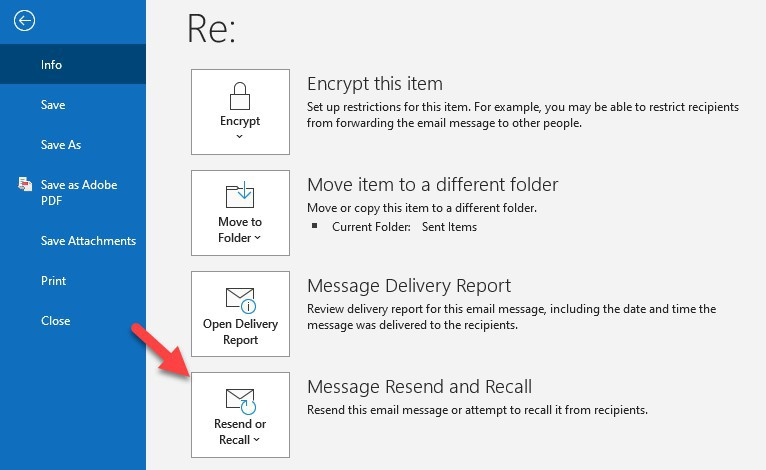 Re:
Info
Save
Save As
Save as Adobe
PDF
Save Attachments
Print
Close
Encrypt
Encrypt this item
Set up restrictions for this item. For example, you may be able to restrict recipients
from forwarding the email message to other people.
Move to
Folder
Move item to a different folder
Move or copy this item to a different folder.
Current Folder: Sent Items
Open Delivery
Report
Message Delivery Report
Review delivery report for this email message, including the date and time the
message was delivered to the recipients.
Resend or
Recall
Message Resend and Recall
Resend this email message or attempt to recall it from recipients.